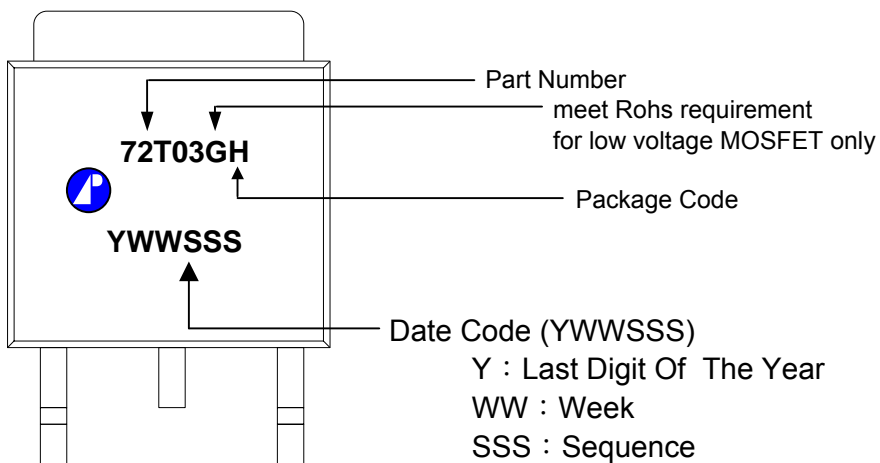 Part Number
meet Rohs requirement
for low voltage MOSFET only
72T03GH
Package Code
YWWSSS
Date Code (YWWSSS)
Y：Last Digit Of The Year
WW：Week
SSS：Sequence